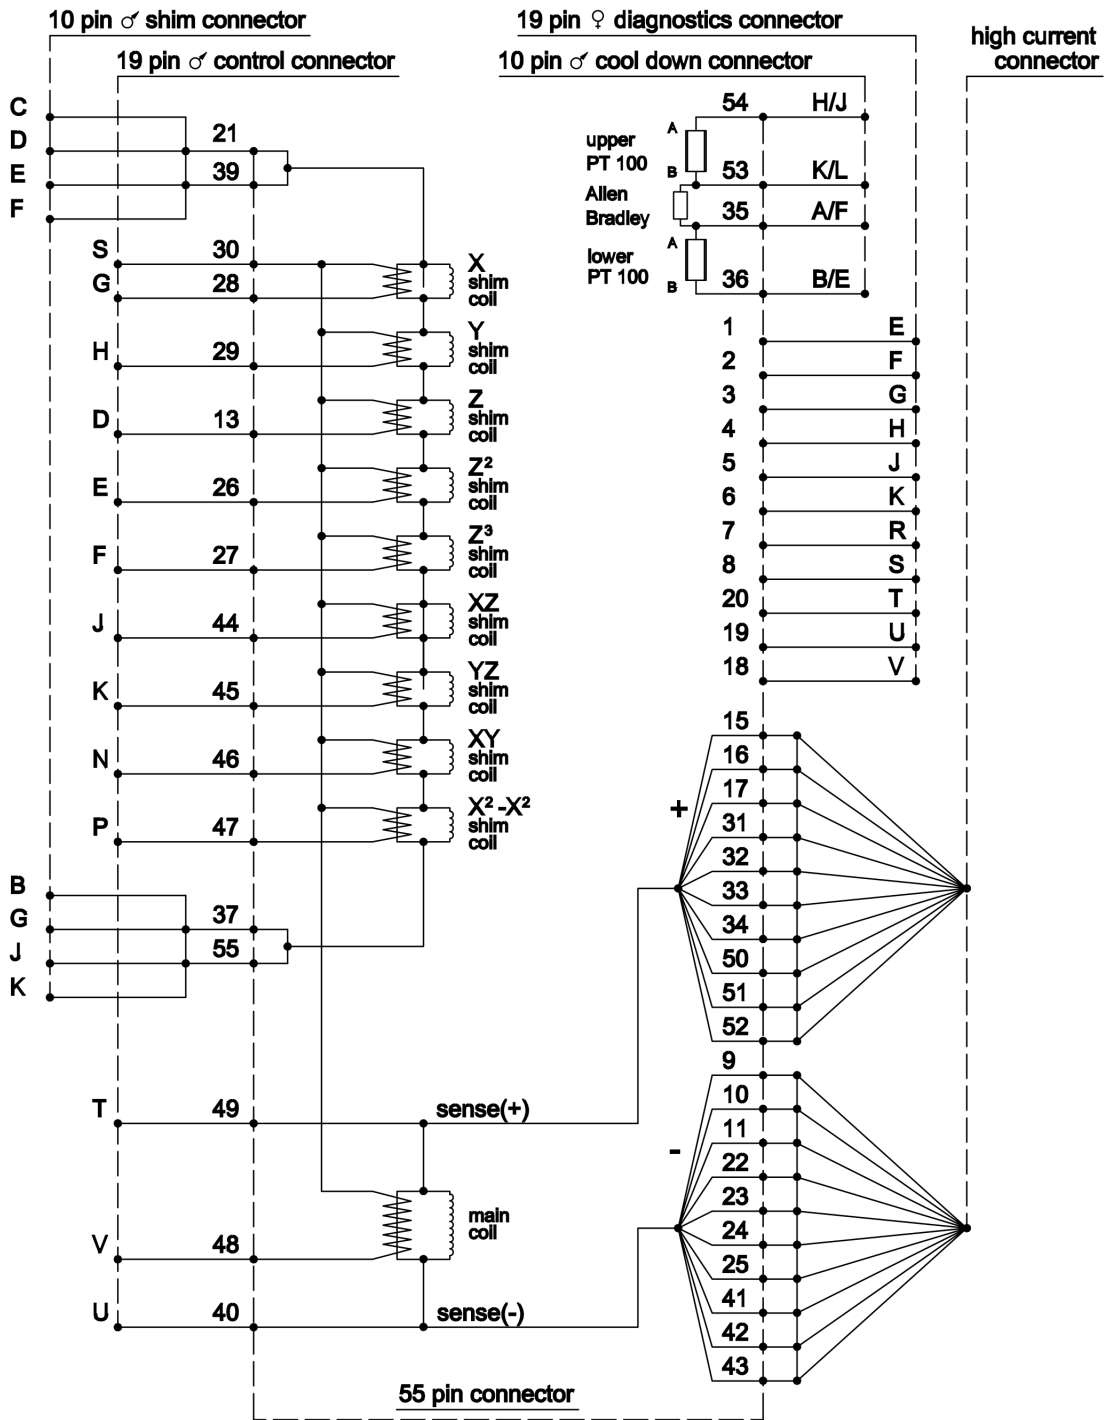 10 pin ♂ shim connector
19 pin ♂ control connector
C
D
21
E
39
F
S
30
X
shim
coil
G
28
H
29
Y
shim
coil
D
13
Z
shim
coil
E
26
Z²
shim
coil
F
27
Z³
shim
coil
J
44
XZ
shim
coil
K
45
YZ
shim
coil
N
46
XY
shim
coil
P
47
X² -X²
shim
coil
B
G
37
J
55
K
T
49
sense(+)
main
coil
V
48
U
40
sense(-)
55 pin connector
19 pin ♀ diagnostics connector
10 pin ♂ cool down connector
high current
connector
54
H/J
A
upper
PT 100
B
53
K/L
Allen
Bradley
35
A/F
A
lower
PT 100
B
36
B/E
1
E
2
F
3
G
4
H
5
J
6
K
7
R
8
S
20
T
19
U
18
V
15
16
17
+
31
32
33
34
50
51
52
9
10
11
-
22
23
24
25
41
42
43